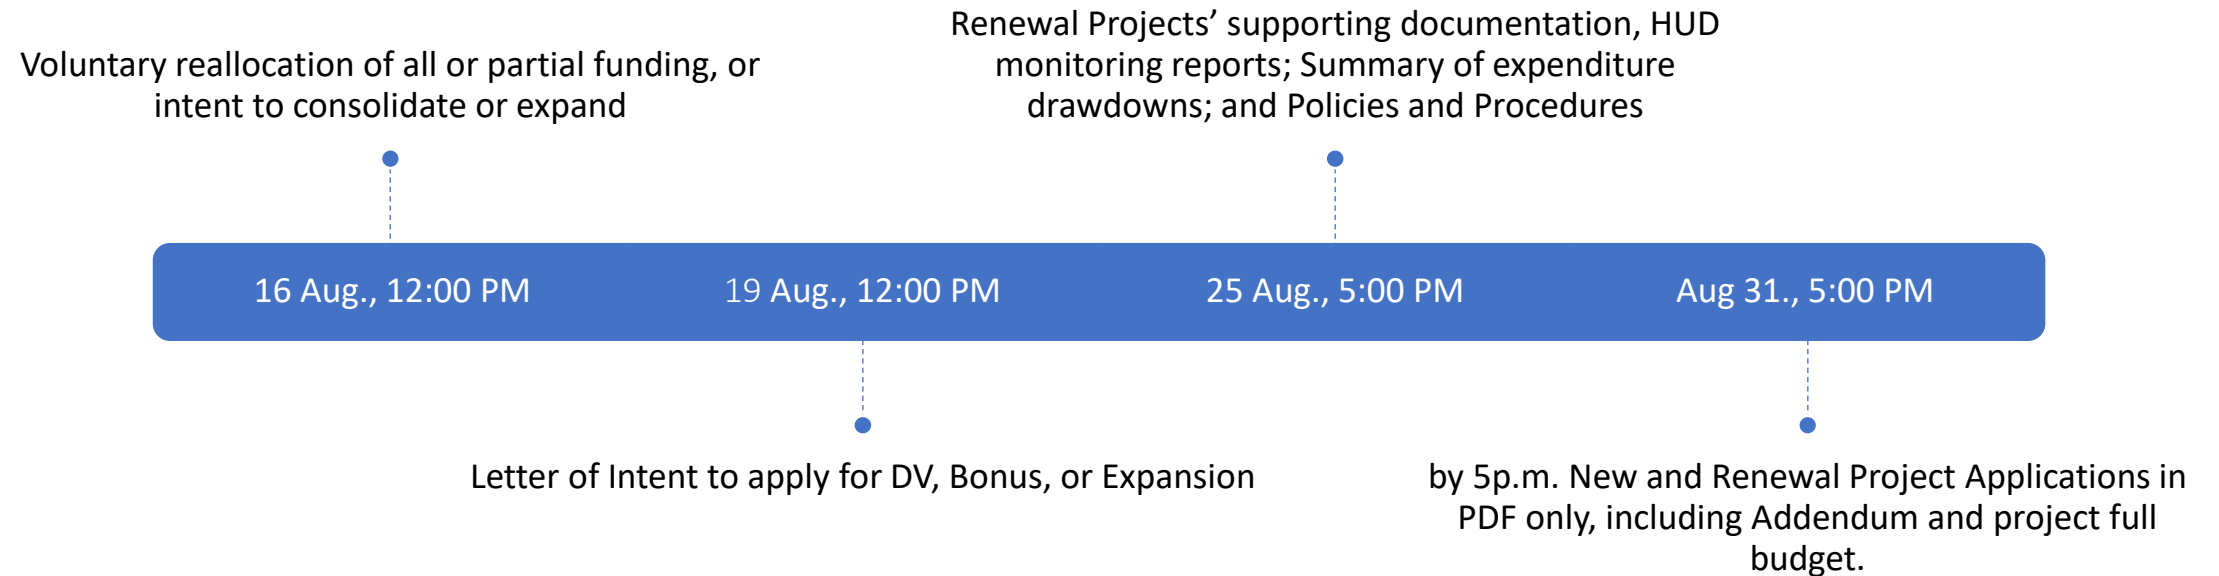 Voluntary reallocation of all or partial funding, or
intent to consolidate or expand
Renewal Projects’ supporting documentation, HUD
monitoring reports; Summary of expenditure
drawdowns; and Policies and Procedures
16 Aug., 12:00 PM
19 Aug., 12:00 PM
25 Aug., 5:00 PM
Aug 31., 5:00 PM
Letter of Intent to apply for DV, Bonus, or Expansion
by 5p.m. New and Renewal Project Applications in
PDF only, including Addendum and project full
budget.